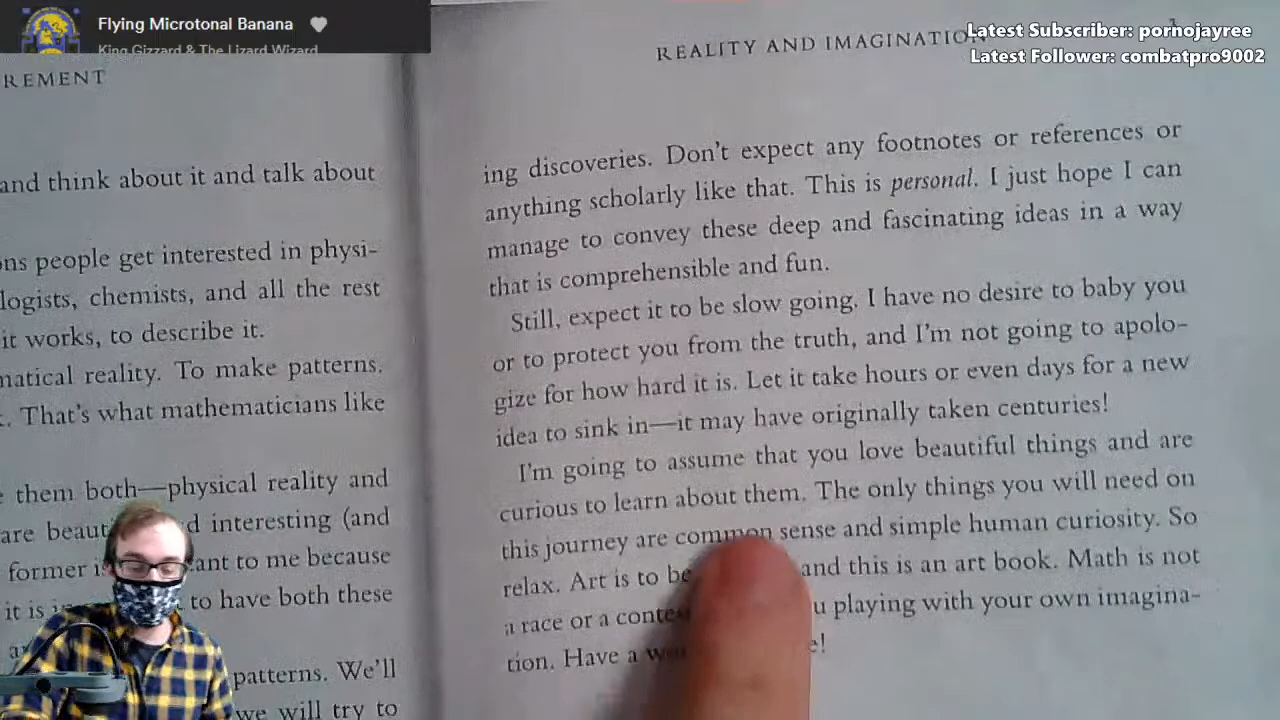 Flying Microtonal Banana
King Gizzard & The Lizard Wizard
Latest Subscriber: pornojayree
Latest Follower: combatpro9002
REMENT
and think about it and talk about
ons people get interested in physi-
logists, chemists, and all the rest
it works, to describe it.
matical reality. To make patterns.
. That's what mathematicians like
them both—physical reality and
are d interesting (and
former ant to me because
it is to have both these
patterns. We'll
we will try to
REALITY AND IMAGINATION
ing discoveries. Don't expect any footnotes or references or
anything scholarly like that. This is personal. I just hope I can
manage to convey these deep and fascinating ideas in a way
that is comprehensible and fun.
Still, expect it to be slow going. I have no desire to baby you
or to protect you from the truth, and I'm not going to apolo-
gize for how hard it is. Let it take hours or even days for a new
idea to sink in—it may have originally taken centuries!
I'm going to assume that you love beautiful things and are
curious to learn about them. The only things you will need on
this journey are common sense and simple human curiosity. So
relax. Art is to be and this is an art book. Math is not
a race or a conte u playing with your own imagina-
tion. Have a e!